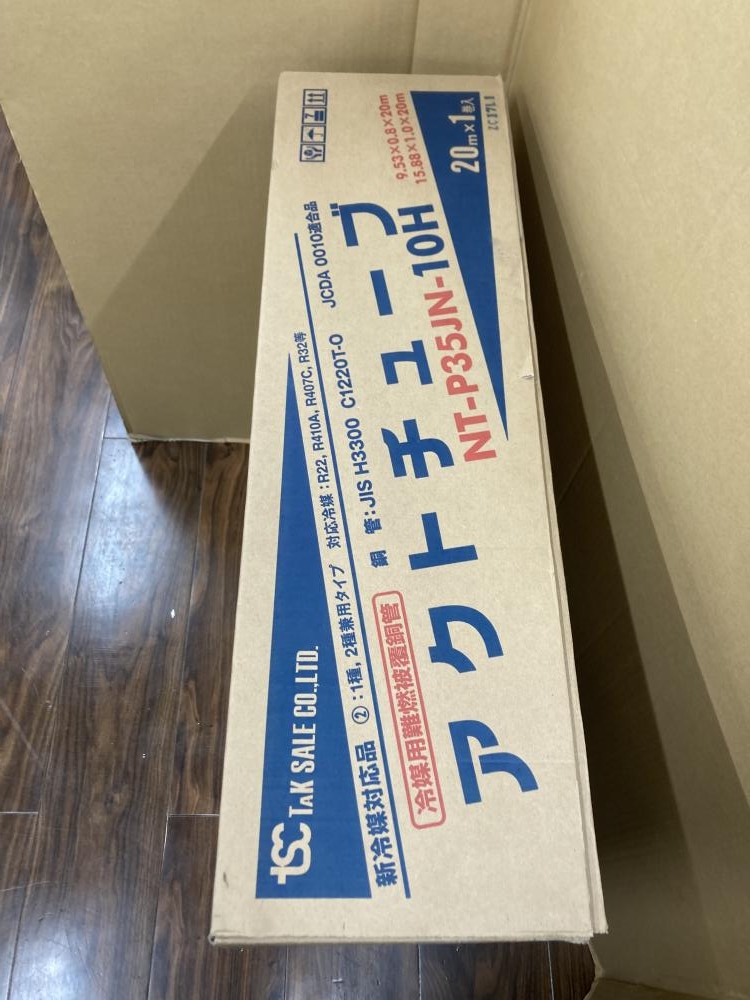 tsc TAK SALE CO.,LTD.
新冷媒対応品 ②:1種,2種兼用タイプ 対応冷媒:R22, R410A, R407C, R32等
冷媒用難燃被覆銅管 銅 管:JIS H3300 C1220T-O JCDA 0010適合品
アクトチューブ
NT-P35JN-10H
9.53×0.8×20m
15.88×1.0×20m
20m×1巻入